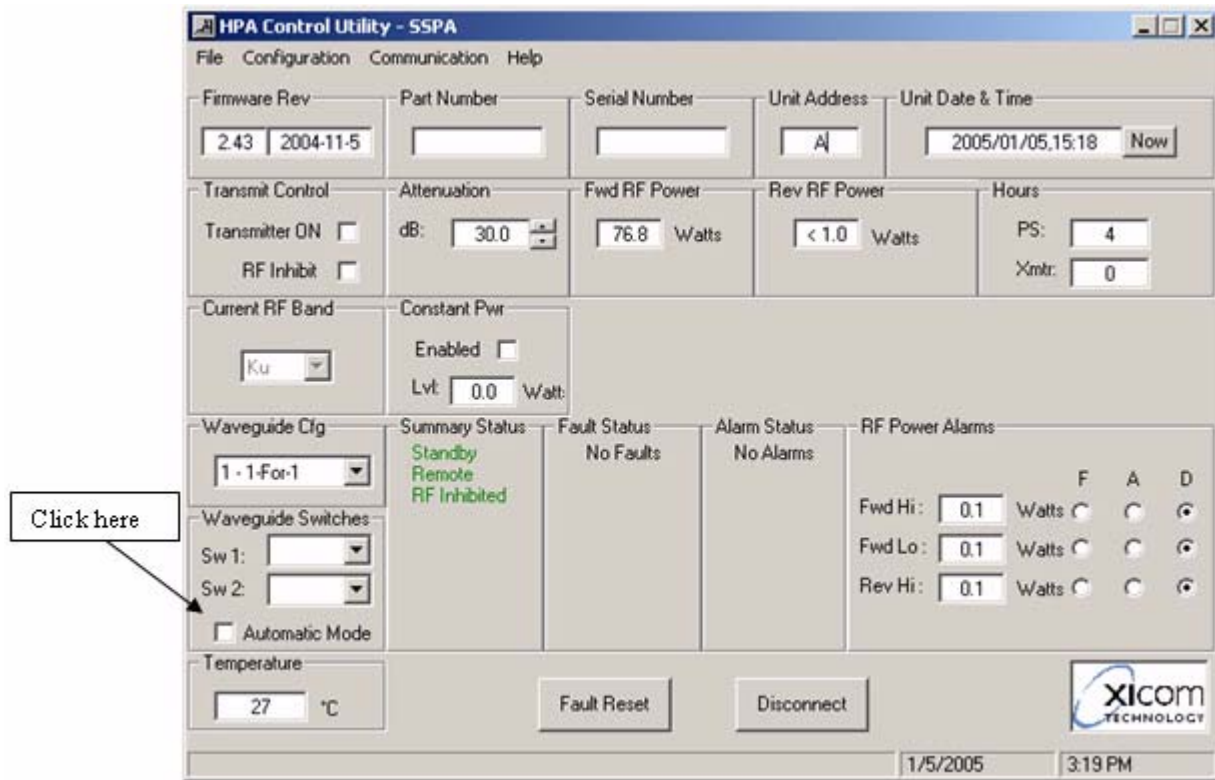 HPA Control Utility - SSPA
File Configuration Communication Help
Firmware Rev
2.43 2004-11-5
Part Number
Serial Number
Unit Address
A
Unit Date & Time
2005/01/05,15:18 Now
Transmit Control
Transmitter ON
RF Inhibit
Attenuation
dB: 30.0
Fwd RF Power
76.8 Watts
Rev RF Power
< 1.0 Watts
Hours
PS: 4
Xmtr: 0
Current RF Band
Ku
Constant Pwr
Enabled
Lvl: 0.0 Watt:
Waveguide Cfg
1 - 1-For-1
Click here
Waveguide Switches
Sw 1:
Sw 2:
Automatic Mode
Summary Status
Standby
Remote
RF Inhibited
Fault Status
No Faults
Alarm Status
No Alarms
RF Power Alarms
F A D
Fwd Hi : 0.1 Watts
Fwd Lo : 0.1 Watts
Rev Hi : 0.1 Watts
Temperature
27 °C
Fault Reset
Disconnect
XICOM
TECHNOLOGY
1/5/2005 3:19 PM